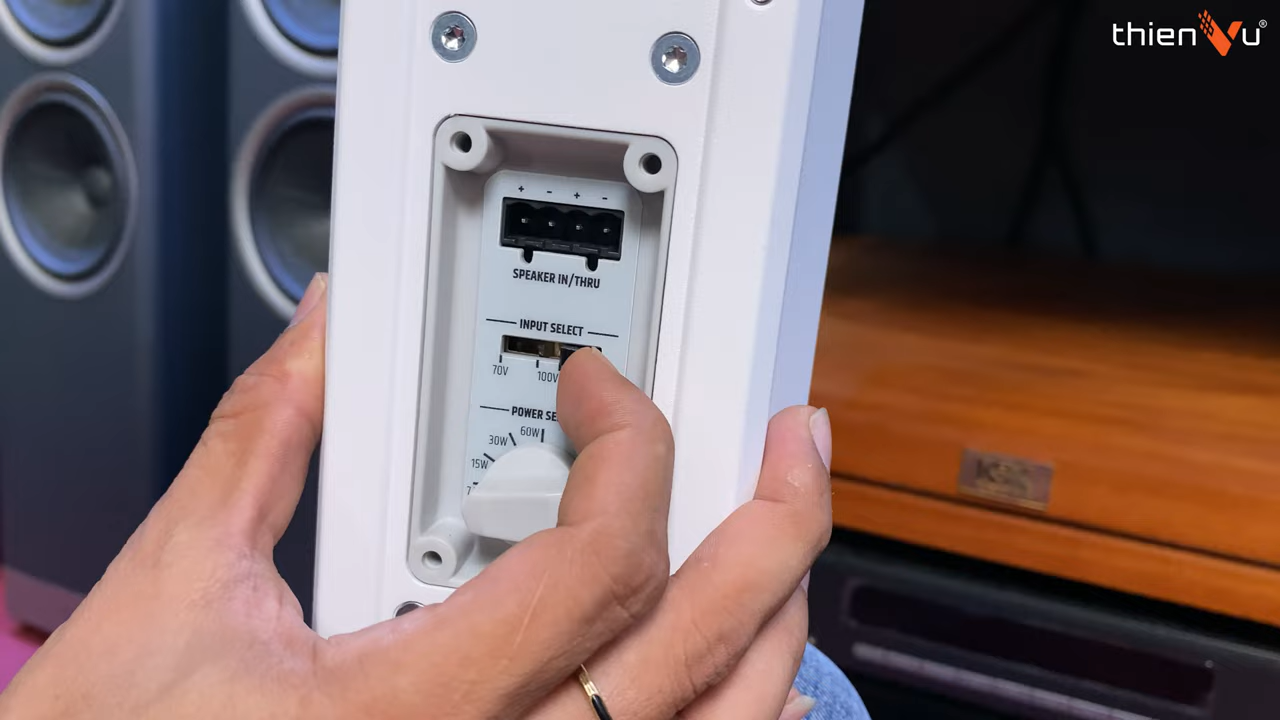 thienVu®
+ - + -
SPEAKER IN/THRU
INPUT SELECT
70V 100V
POWER SE
60W
30W
15W